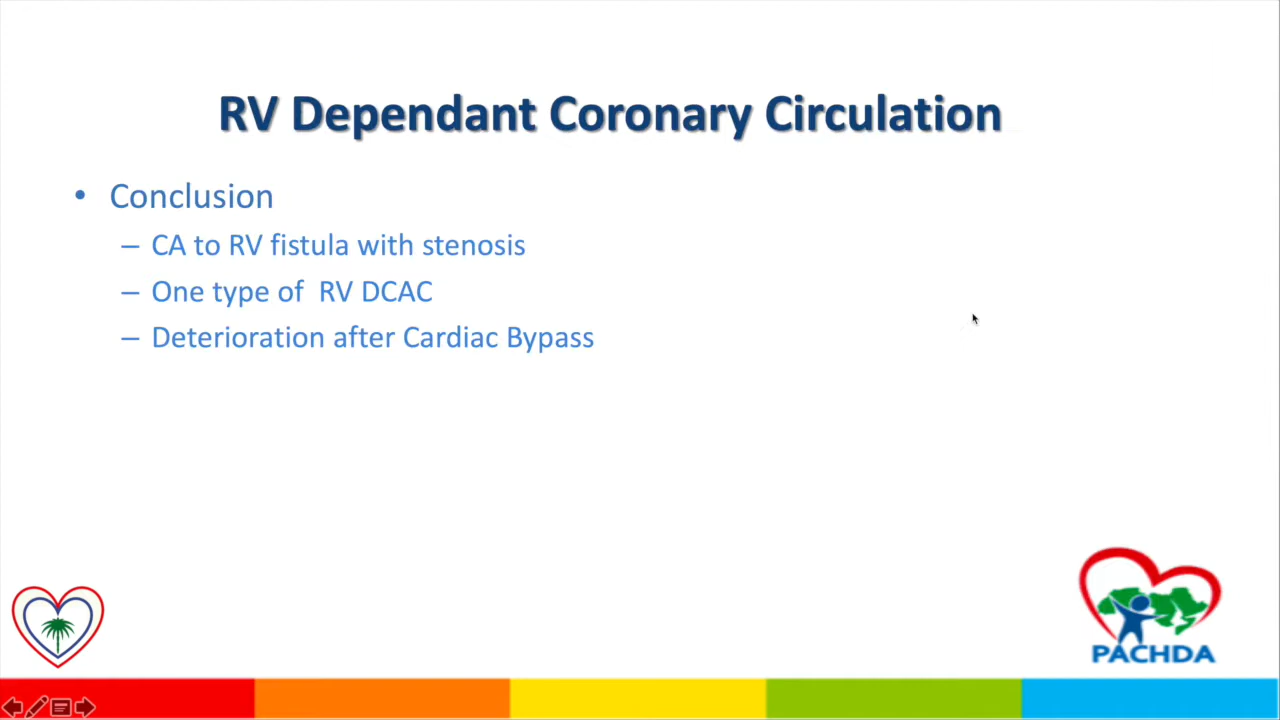 RV Dependant Coronary Circulation
• Conclusion
– CA to RV fistula with stenosis
– One type of RV DCAC
– Deterioration after Cardiac Bypass
PACHDA